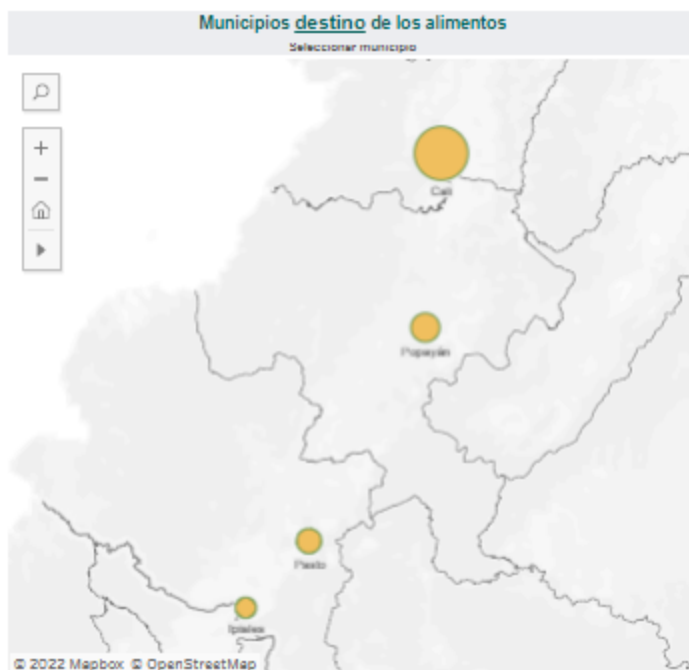 Municipios destino de los alimentos
Seleccionar municipio
Cali
Popayán
Pasto
Ipiales
© 2022 Mapbox © OpenStreetMap